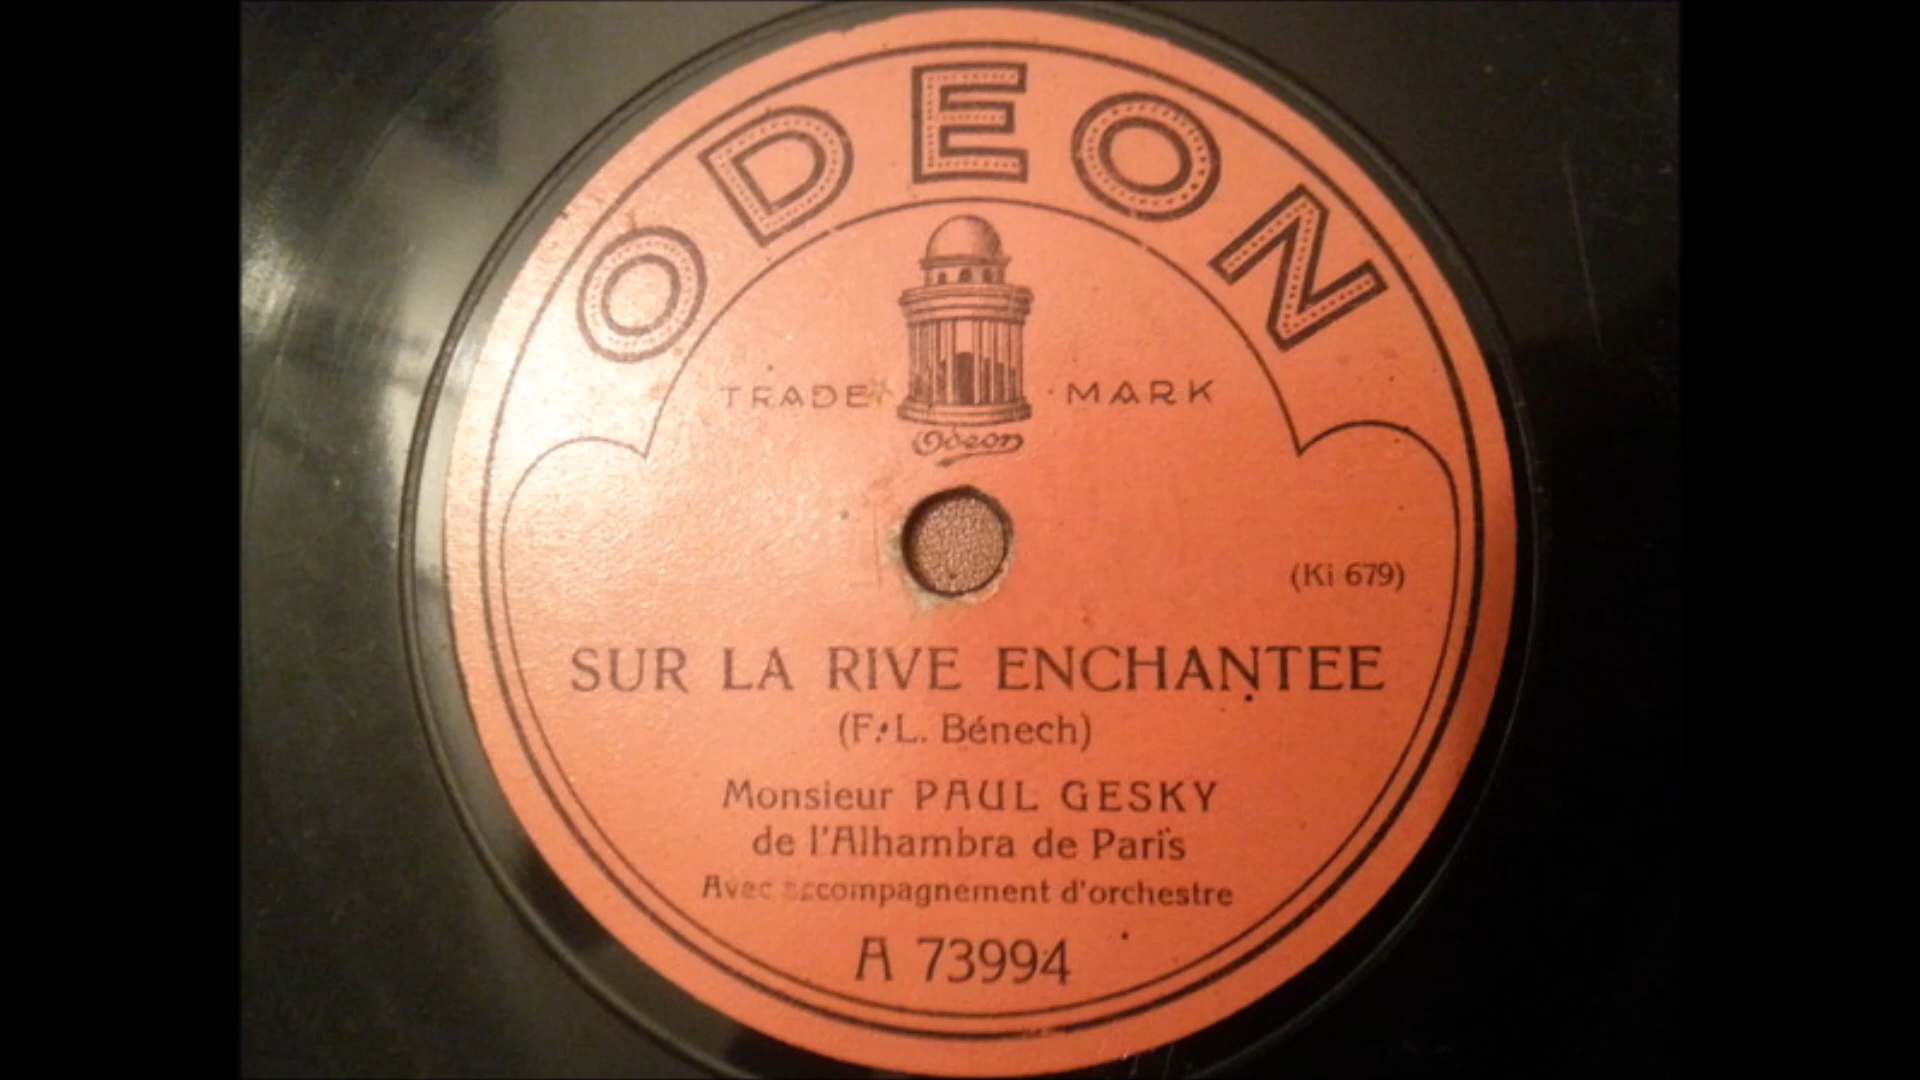 ODEON
TRADE MARK
Odeon
(Ki 679)
SUR LA RIVE ENCHANTEE
(F. L. Bénech)
Monsieur PAUL GESKY
de l'Alhambra de Paris
Avec accompagnement d'orchestre
A 73994